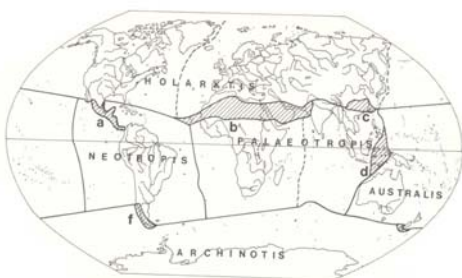 HOLARKTIS
a
b
c
NEOTROPIS
PALAEOTROPIS
d
AUSTRALIS
f
ARCHINOTIS